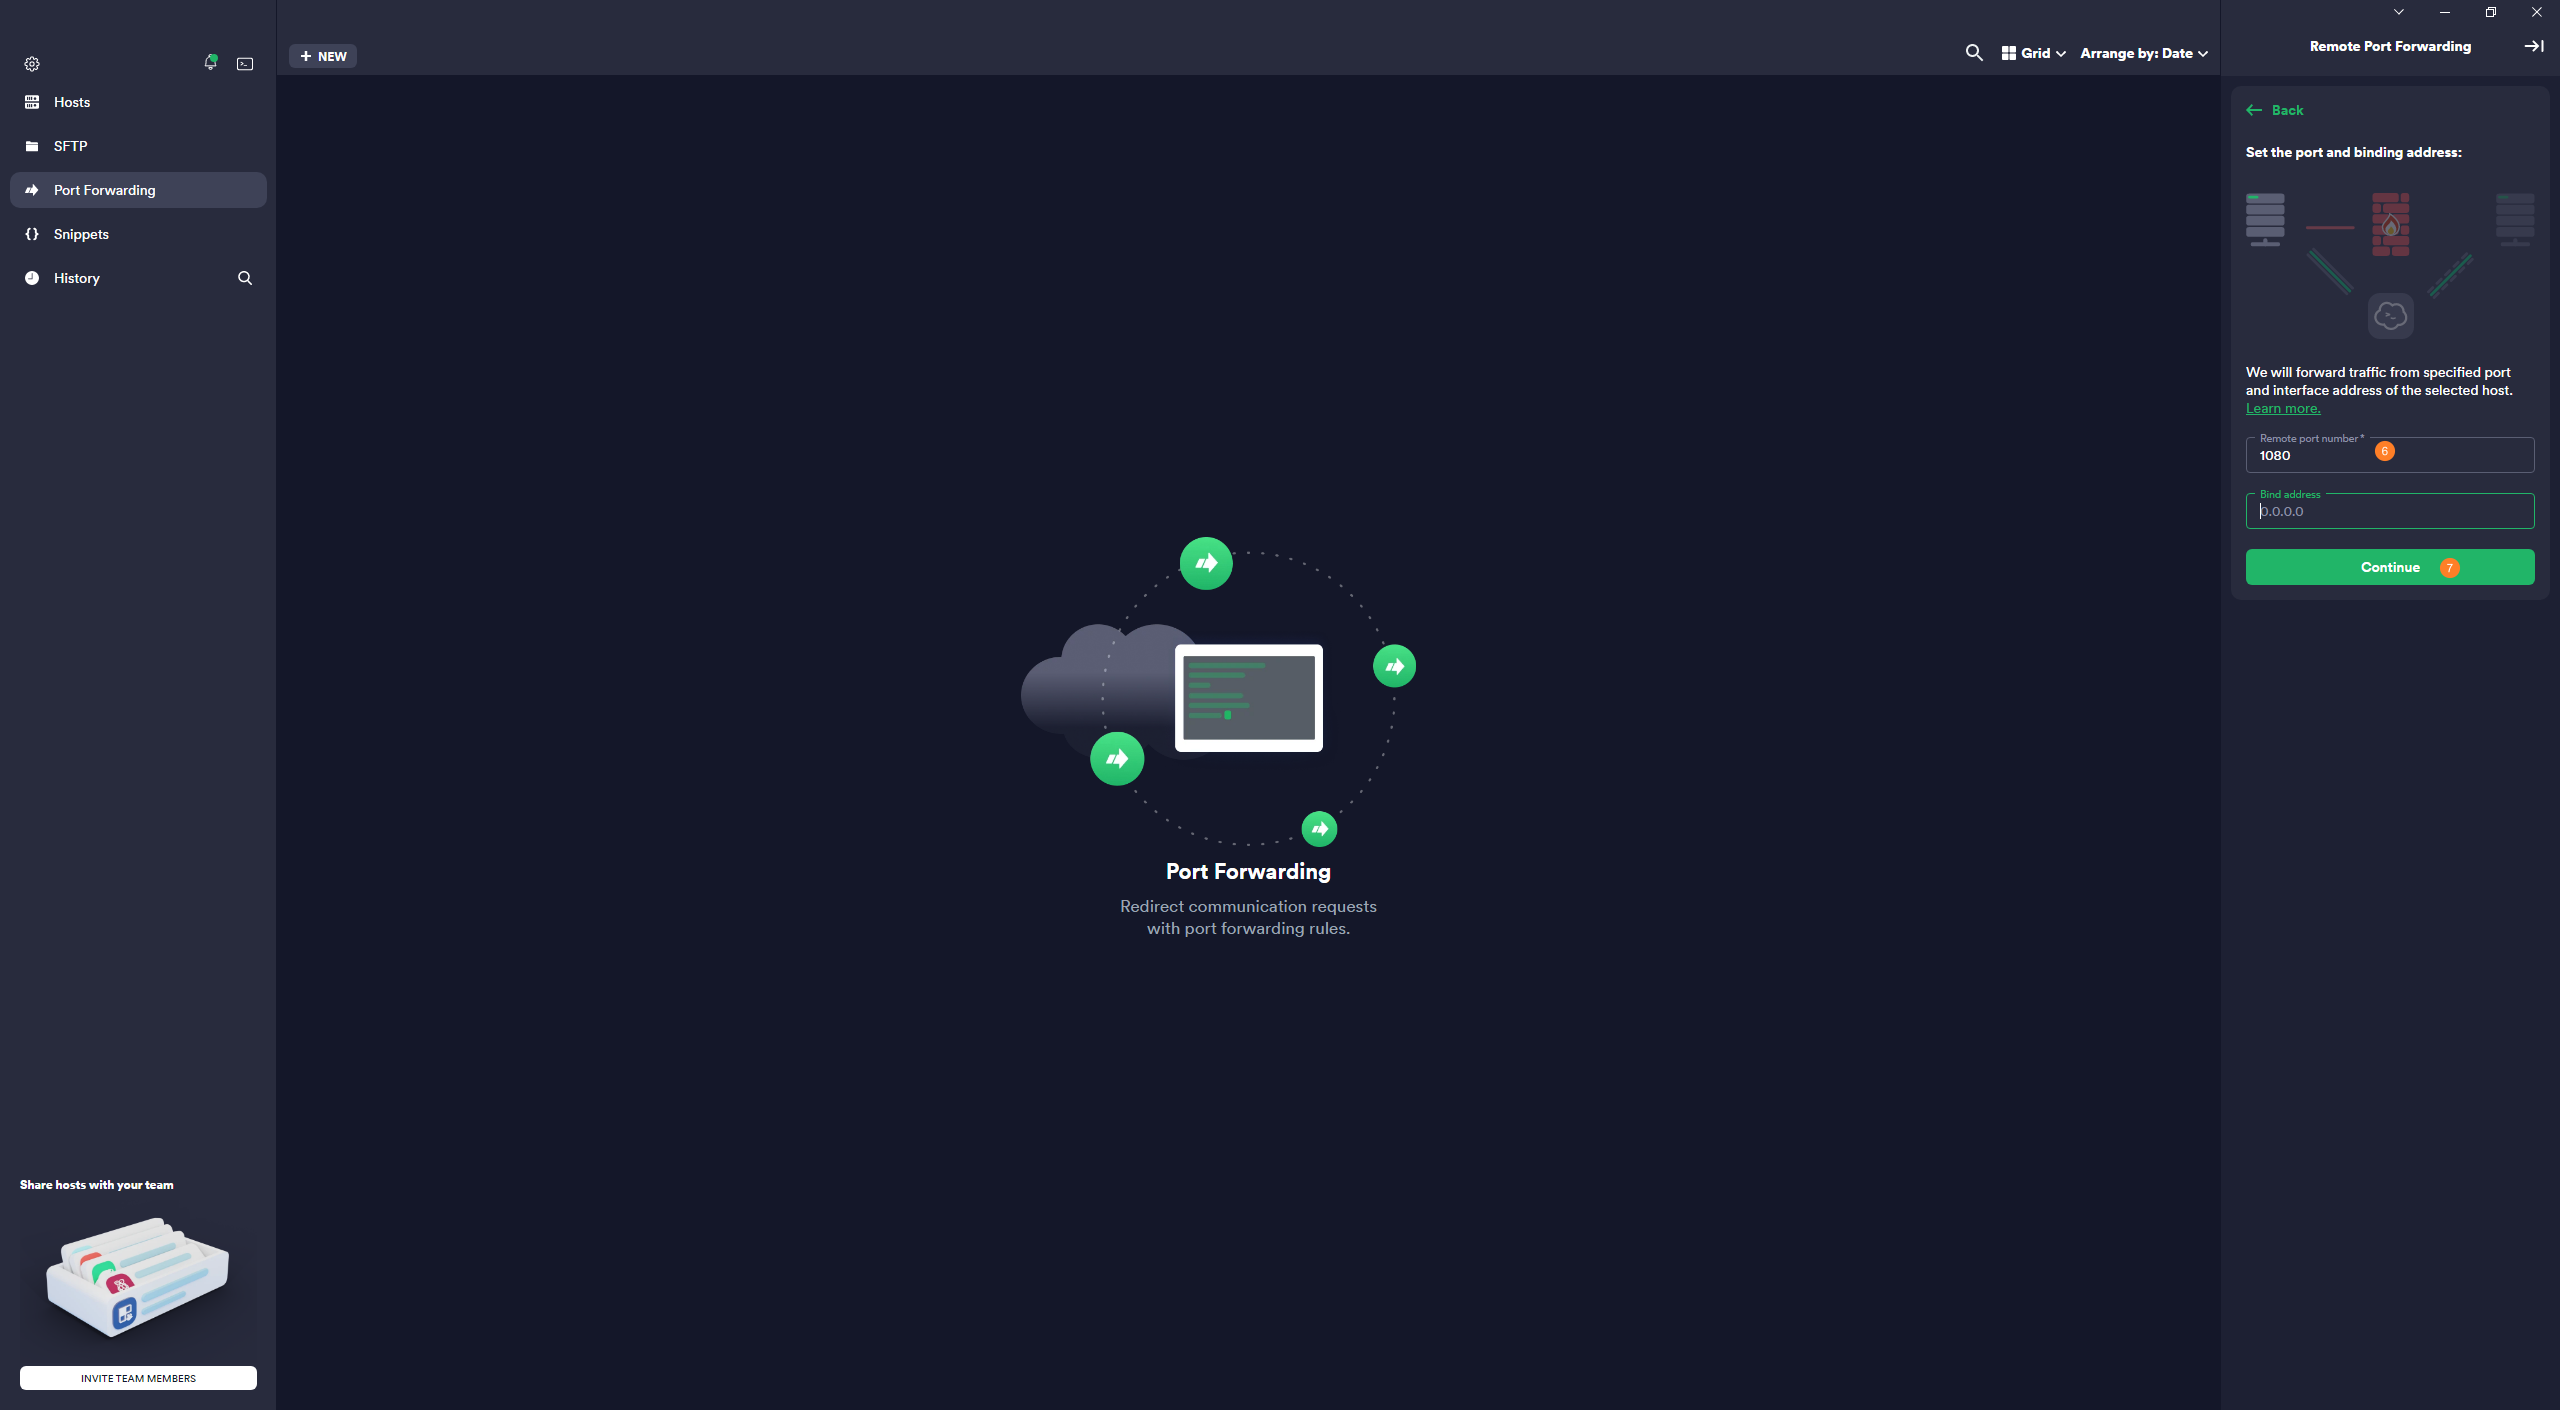 Hosts
SFTP
Port Forwarding
Snippets
History
Share hosts with your team
INVITE TEAM MEMBERS
+ NEW
Grid
Arrange by: Date
Port Forwarding
Redirect communication requests
with port forwarding rules.
Remote Port Forwarding
Back
Set the port and binding address:
We will forward traffic from specified port
and interface address of the selected host.
Learn more.
Remote port number*
1080
6
Bind address
0.0.0.0
Continue
7